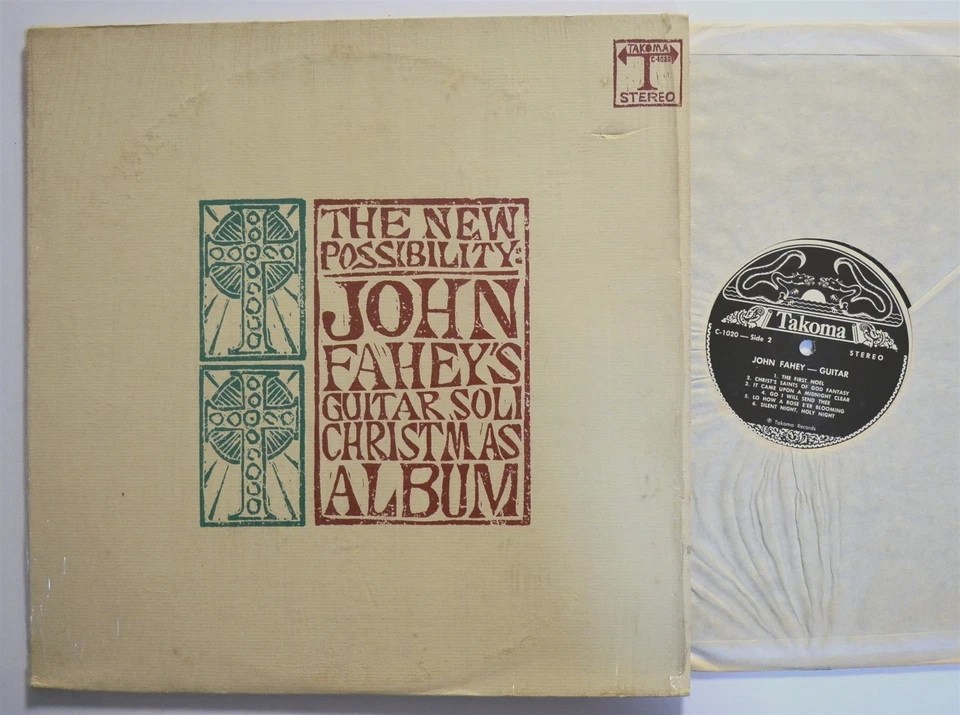 TAKOMA
C-1020
STEREO
THE NEW
POSSIBILITY:
JOHN
FAHEY'S
GUITAR SOLI
CHRISTMAS
ALBUM
Takoma
C-1020 — Side 2
STEREO
JOHN FAHEY — GUITAR
1. THE FIRST NOEL
2. CHRIST'S SAINTS OF GOD FANTASY
3. IT CAME UPON A MIDNIGHT CLEAR
4. GO I WILL SEND THEE
5. LO HOW A ROSE E'ER BLOOMING
6. SILENT NIGHT, HOLY NIGHT
℗ Takoma Records